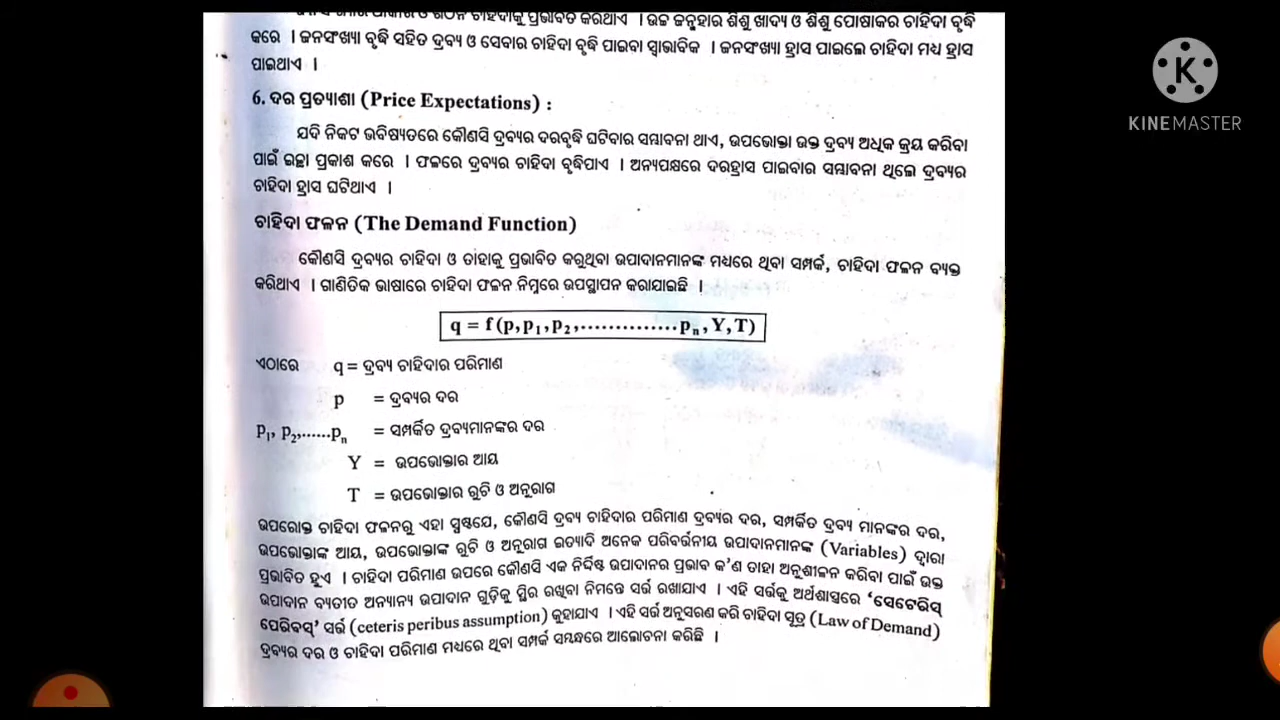 ପ୍ରଭାବିତ କରିଥାଏ । ଉଚ୍ଚ ଜନ୍ମହାର ଶିଶୁ ଖାଦ୍ୟ ଓ ଶିଶୁ ପୋଷାକର ଚାହିଦା ବୃଦ୍ଧି
କରେ । ଜନସଂଖ୍ୟା ବୃଦ୍ଧି ସହିତ ଦ୍ରବ୍ୟ ଓ ସେବାର ଚାହିଦା ବୃଦ୍ଧି ପାଇବା ସ୍ବାଭାବିକ । ଜନସଂଖ୍ୟା ହ୍ରାସ ପାଇଲେ ଚାହିଦା ମଧ୍ୟ ହ୍ରାସ
ପାଇଥାଏ ।
6. ଦର ପ୍ରତ୍ୟାଶା (Price Expectations) :
ଯଦି ନିକଟ ଭବିଷ୍ୟତରେ କୌଣସି ଦ୍ରବ୍ୟର ଦରବୃଦ୍ଧି ଘଟିବାର ସମ୍ଭାବନା ଥାଏ, ଉପଭୋକ୍ତା ଉକ୍ତ ଦ୍ରବ୍ୟ ଅଧିକ କ୍ରୟ କରିବା
ପାଇଁ ଇଚ୍ଛା ପ୍ରକାଶ କରେ । ଫଳରେ ଦ୍ରବ୍ୟର ଚାହିଦା ବୃଦ୍ଧିପାଏ । ଅନ୍ୟପକ୍ଷରେ ଦରହ୍ରାସ ପାଇବାର ସମ୍ଭାବନା ଥିଲେ ଦ୍ରବ୍ୟର
ଚାହିଦା ହ୍ରାସ ଘଟିଥାଏ ।
ଚାହିଦା ଫଳନ (The Demand Function)
କୌଣସି ଦ୍ରବ୍ୟର ଚାହିଦା ଓ ତାହାକୁ ପ୍ରଭାବିତ କରୁଥିବା ଉପାଦାନମାନଙ୍କ ମଧ୍ୟରେ ଥିବା ସମ୍ପର୍କ, ଚାହିଦା ଫଳନ ବ୍ୟକ୍ତ
କରିଥାଏ । ଗାଣିତିକ ଭାଷାରେ ଚାହିଦା ଫଳନ ନିମ୍ନରେ ଉପସ୍ଥାପନ କରାଯାଇଛି ।
q = f (p, p₁, p₂,...............pₙ, Y, T)
ଏଠାରେ q = ଦ୍ରବ୍ୟ ଚାହିଦାର ପରିମାଣ
p = ଦ୍ରବ୍ୟର ଦର
p₁, p₂,......pₙ = ସମ୍ପର୍କିତ ଦ୍ରବ୍ୟମାନଙ୍କର ଦର
Y = ଉପଭୋକ୍ତାର ଆୟ
T = ଉପଭୋକ୍ତାର ରୁଚି ଓ ଅନୁରାଗ
ଉପରୋକ୍ତ ଚାହିଦା ଫଳନରୁ ଏହା ସ୍ପଷ୍ଟଯେ, କୌଣସି ଦ୍ରବ୍ୟ ଚାହିଦାର ପରିମାଣ ଦ୍ରବ୍ୟର ଦର, ସମ୍ପର୍କିତ ଦ୍ରବ୍ୟ ମାନଙ୍କର ଦର,
ଉପଭୋକ୍ତାଙ୍କ ଆୟ, ଉପଭୋକ୍ତାଙ୍କ ରୁଚି ଓ ଅନୁରାଗ ଇତ୍ୟାଦି ଅନେକ ପରିବର୍ତ୍ତନୀୟ ଉପାଦାନମାନଙ୍କ (Variables) ଦ୍ୱାରା
ପ୍ରଭାବିତ ହୁଏ । ଚାହିଦା ପରିମାଣ ଉପରେ କୌଣସି ଏକ ନିର୍ଦ୍ଦିଷ୍ଟ ଉପାଦାନର ପ୍ରଭାବ କ'ଣ ତାହା ଅନୁଶୀଳନ କରିବା ପାଇଁ ଉକ୍ତ
ଉପାଦାନ ବ୍ୟତୀତ ଅନ୍ୟାନ୍ୟ ଉପାଦାନ ଗୁଡ଼ିକୁ ସ୍ଥିର ରଖିବା ନିମନ୍ତେ ସର୍ତ୍ତ ରଖାଯାଏ । ଏହି ସର୍ତ୍ତକୁ ଅର୍ଥଶାସ୍ତ୍ରରେ 'ସେଟେରିସ୍
ପେରିବସ୍' ସର୍ତ୍ତ (ceteris peribus assumption) କୁହାଯାଏ । ଏହି ସର୍ତ୍ତ ଅନୁସରଣ କରି ଚାହିଦା ସୂତ୍ର (Law of Demand)
ଦ୍ରବ୍ୟର ଦର ଓ ଚାହିଦା ପରିମାଣ ମଧ୍ୟରେ ଥିବା ସମ୍ପର୍କ ସମ୍ବନ୍ଧରେ ଆଲୋଚନା କରିଛି ।
K
KINEMASTER